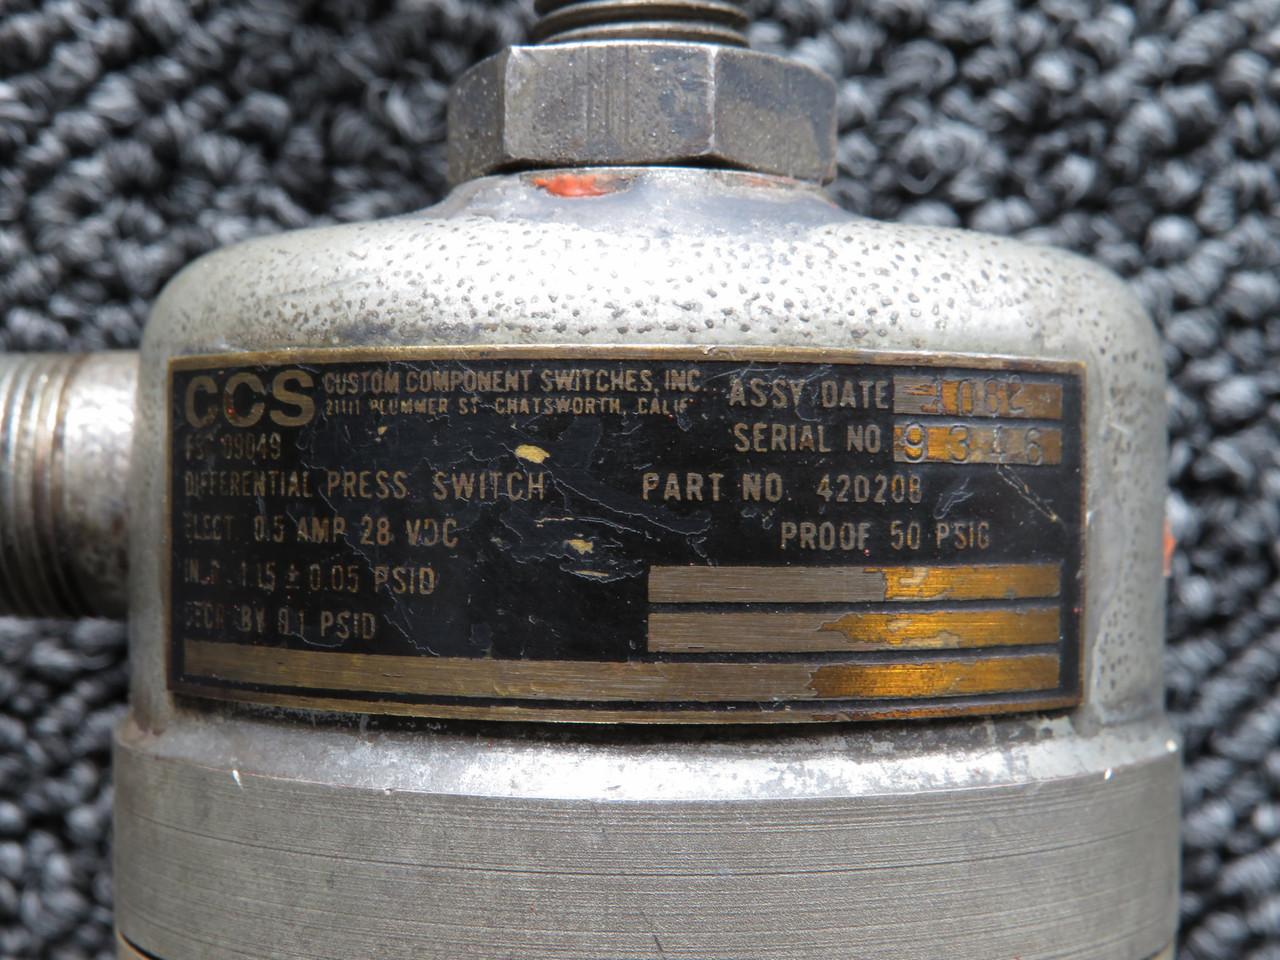 CCS CUSTOM COMPONENT SWITCHES, INC.
21111 PLUMMER ST CHATSWORTH, CALIF
09049
ASSY DATE 1082
SERIAL NO 9346
DIFFERENTIAL PRESS SWITCH PART NO 42D208
ELECT. 0.5 AMP 28 VDC PROOF 50 PSIG
1.15 ± 0.05 PSID
DECR BY 0.1 PSID